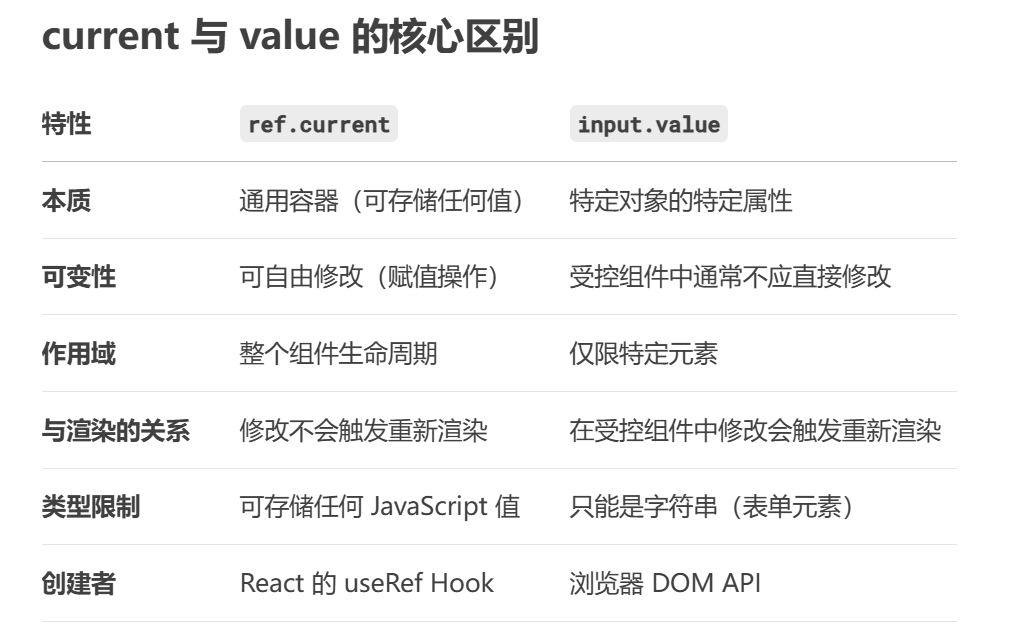 current 与 value 的核心区别
特性 ref.current input.value
本质 通用容器（可存储任何值） 特定对象的特定属性
可变性 可自由修改（赋值操作） 受控组件中通常不应直接修改
作用域 整个组件生命周期 仅限特定元素
与渲染的关系 修改不会触发重新渲染 在受控组件中修改会触发重新渲染
类型限制 可存储任何 JavaScript 值 只能是字符串（表单元素）
创建者 React 的 useRef Hook 浏览器 DOM API